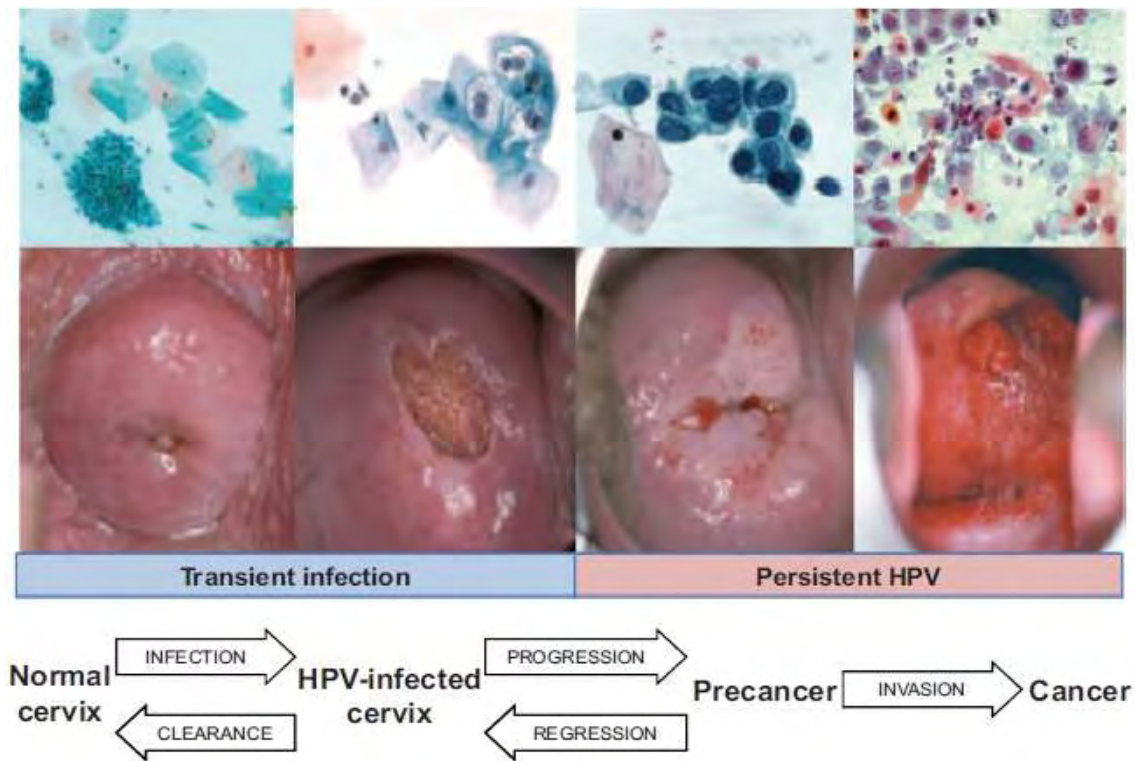 Transient infection
Persistent HPV
INFECTION
PROGRESSION
Normal cervix
HPV-infected cervix
Precancer
INVASION
Cancer
CLEARANCE
REGRESSION